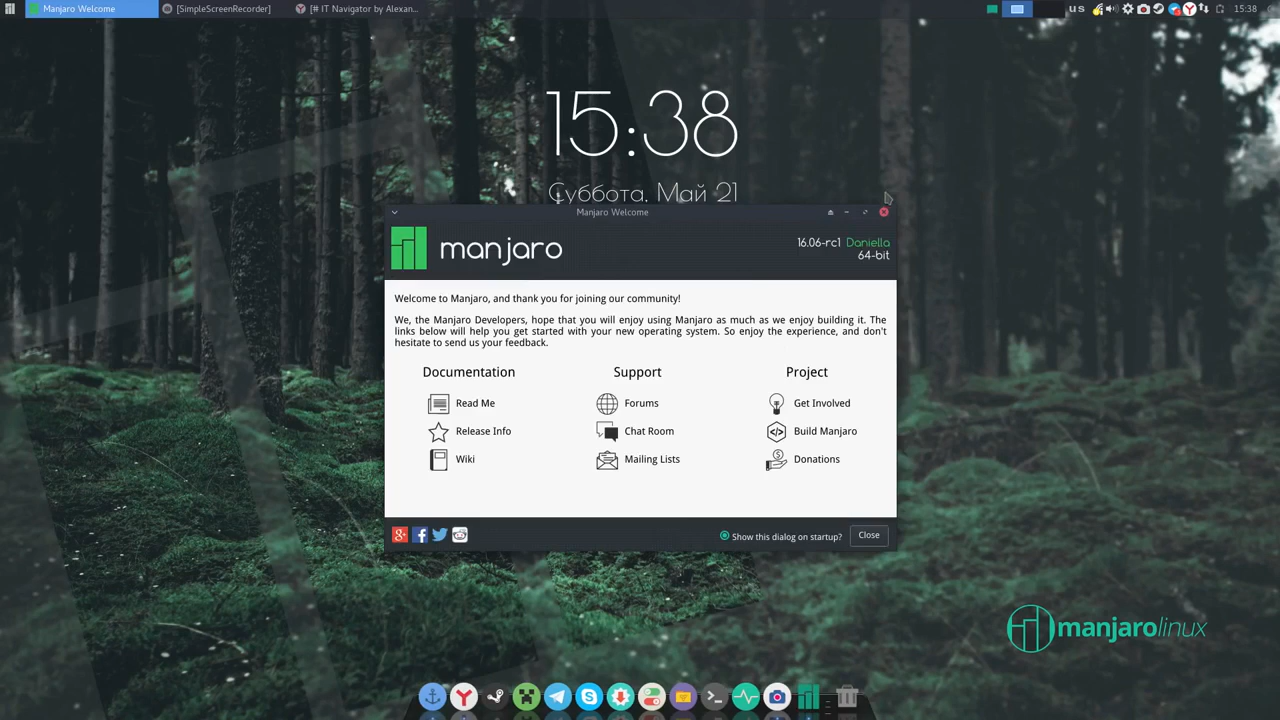 Manjaro Welcome
[SimpleScreenRecorder]
[# IT Navigator by Alexan...
us
15:38
15:38
Суббота, Май 21
Manjaro Welcome
manjaro
16.06-rc1 Daniella
64-bit
Welcome to Manjaro, and thank you for joining our community!
We, the Manjaro Developers, hope that you will enjoy using Manjaro as much as we enjoy building it. The
links below will help you get started with your new operating system. So enjoy the experience, and don't
hesitate to send us your feedback.
Documentation
Support
Project
Read Me
Forums
Get Involved
Release Info
Chat Room
Build Manjaro
Wiki
Mailing Lists
Donations
Show this dialog on startup?
Close
manjarolinux